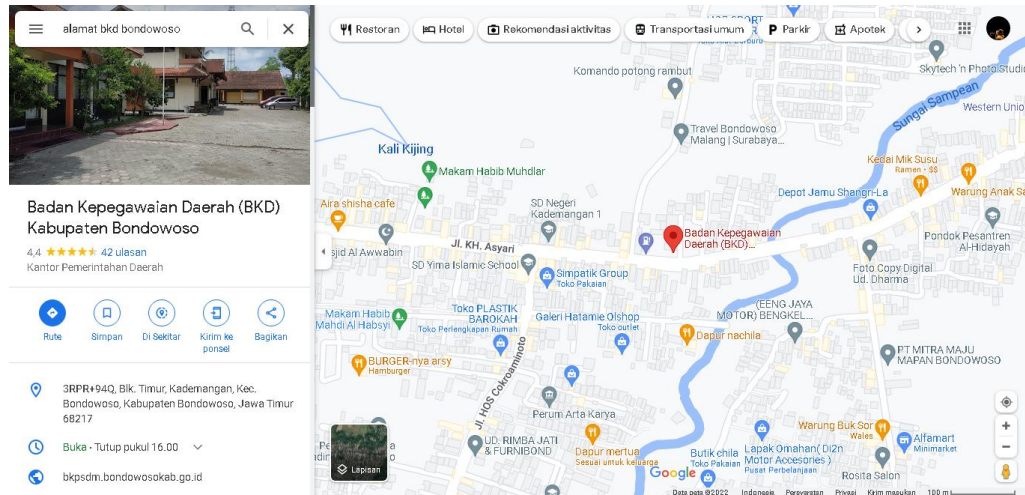 alamat bkd bondowoso
Restoran
Hotel
Rekomendasi aktivitas
Transportasi umum
Parkir
Apotek
Badan Kepegawaian Daerah (BKD)
Kabupaten Bondowoso
4,4
42 ulasan
Kantor Pemerintahan Daerah
Rute
Simpan
Di Sekitar
Kirim ke
ponsel
Bagikan
3RPR+94Q, Blk. Timur, Kademangan, Kec.
Bondowoso, Kabupaten Bondowoso, Jawa Timur
68217
Buka - Tutup pukul 16.00
bkpsdm.bondowosokab.go.id
Komando potong rambut
Skytech 'n Photo Studio
Sungai Sampean
Western Unio
Travel Bondowoso
Malang | Surabaya...
Kali Kijing
Makam Habib Muhdlar
Kedai Mik Susu
Ramen - $$
Depot Jamu Shangri-La
Warung Anak Sa
Aira shisha cafe
SD Negeri
Kademangan 1
Badan Kepegawaian
Daerah (BKD)...
Pondok Pesantren
Al-Hidayah
Jl. KH. Asyari
sjid Al Awwabin
SD Yima Islamic School
Simpatik Group
Toko Pakaian
Foto Copy Digital
Ud. Dharma
Makam Habib
Mahdi Al Habsyi
Toko PLASTIK
BAROKAH
Toko Perlengkapan Rumah
Galeri Hatamie Olshop
Toko outlet
(EENG JAYA
MOTOR) BENGKEL...
Dapur nachila
BURGER-nya arsy
Hamburger
PT MITRA MAJU
MAPAN BONDOWOSO
Jl. HOS Cokroaminoto
Perum Arta Karya
UD. RIMBA JATI
& FURNIBOND
Dapur mertua
Sesuai untuk keluarga
Butik chila
Toko Pakaian
Lapak Omahan( Di2n
Motor Accesories )
Pusat Perbelanjaan
Warung Buk Sor
Wales
Alfamart
Minimarket
Rosita Salon
Lapisan
Google
Data peta ©2022
Indonesia
Persyaratan
Privasi
Kirim masukan
100 m